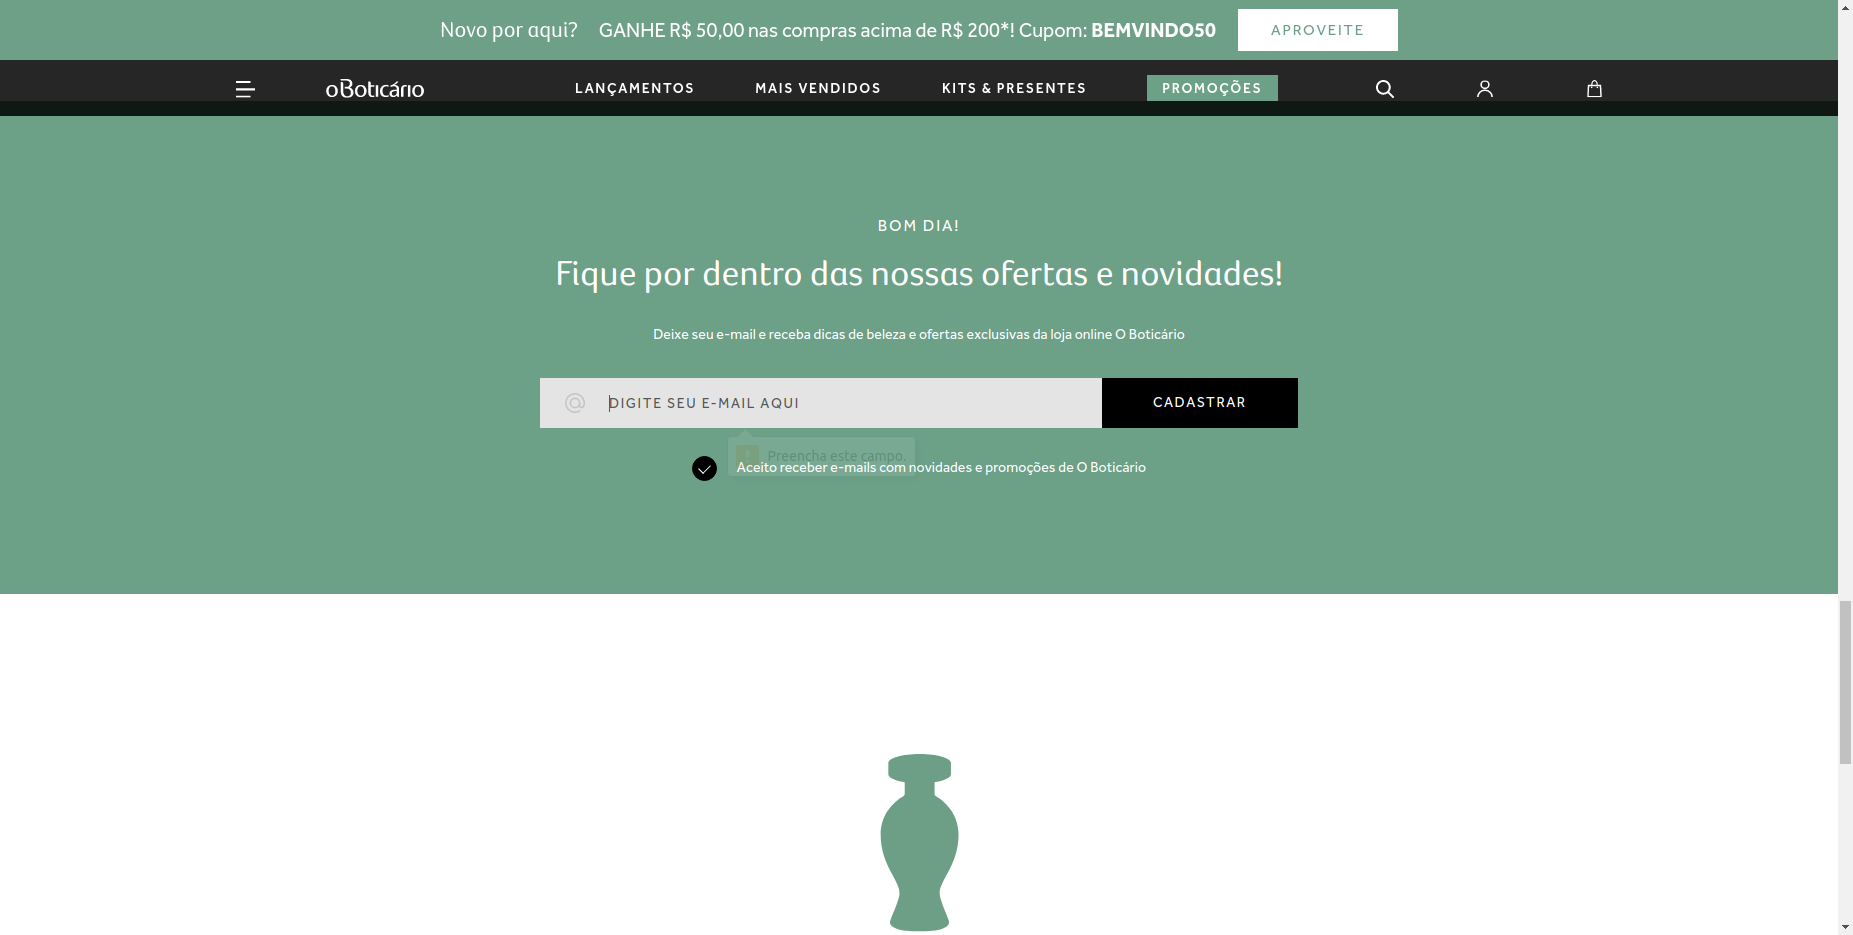 Novo por aqui? GANHE R$ 50,00 nas compras acima de R$ 200*! Cupom: BEMVINDO50 APROVEITE
oBoticário LANÇAMENTOS MAIS VENDIDOS KITS & PRESENTES PROMOÇÕES
BOM DIA!
Fique por dentro das nossas ofertas e novidades!
Deixe seu e-mail e receba dicas de beleza e ofertas exclusivas da loja online O Boticário
DIGITE SEU E-MAIL AQUI CADASTRAR
Preencha este campo.
Aceito receber e-mails com novidades e promoções de O Boticário